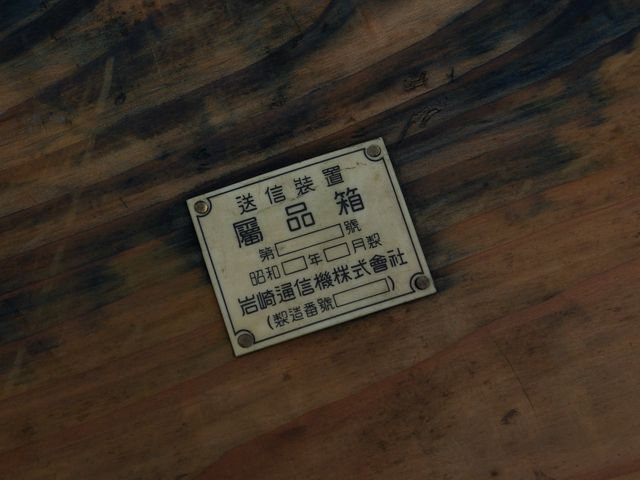 送信裝置
屬品箱
第 號
昭和 年 月製
岩崎通信機株式會社
(製造番號 )